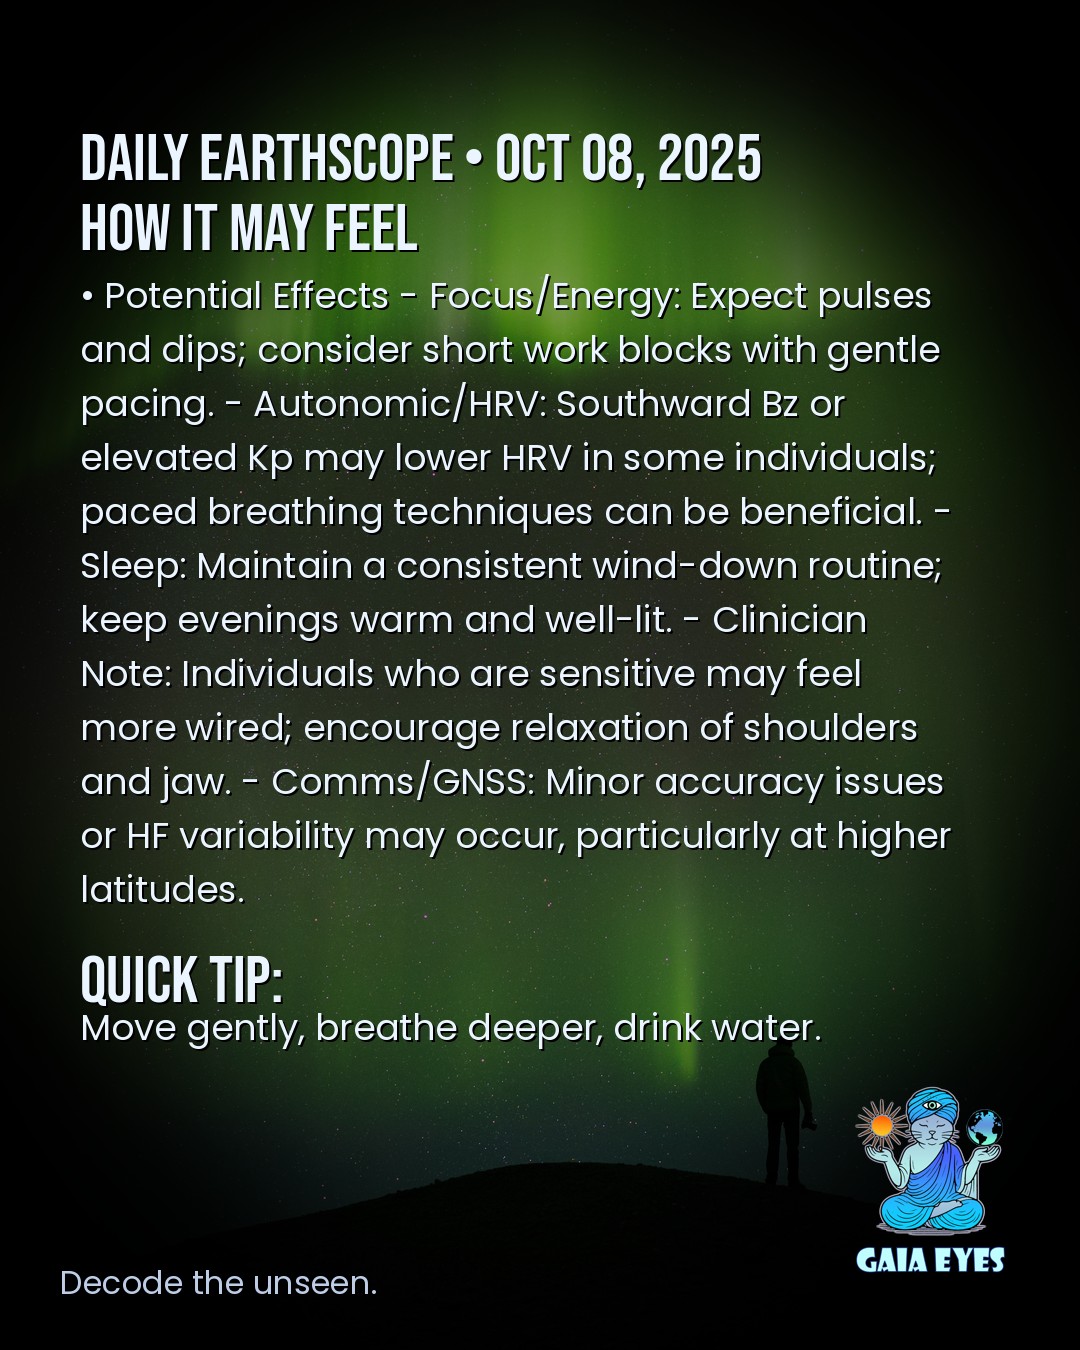 DAILY EARTHSCOPE • OCT 08, 2025
HOW IT MAY FEEL
• Potential Effects - Focus/Energy: Expect pulses
and dips; consider short work blocks with gentle
pacing. - Autonomic/HRV: Southward Bz or
elevated Kp may lower HRV in some individuals;
paced breathing techniques can be beneficial. -
Sleep: Maintain a consistent wind-down routine;
keep evenings warm and well-lit. - Clinician
Note: Individuals who are sensitive may feel
more wired; encourage relaxation of shoulders
and jaw. - Comms/GNSS: Minor accuracy issues
or HF variability may occur, particularly at higher
latitudes.
QUICK TIP:
Move gently, breathe deeper, drink water.
GAIA EYES
Decode the unseen.